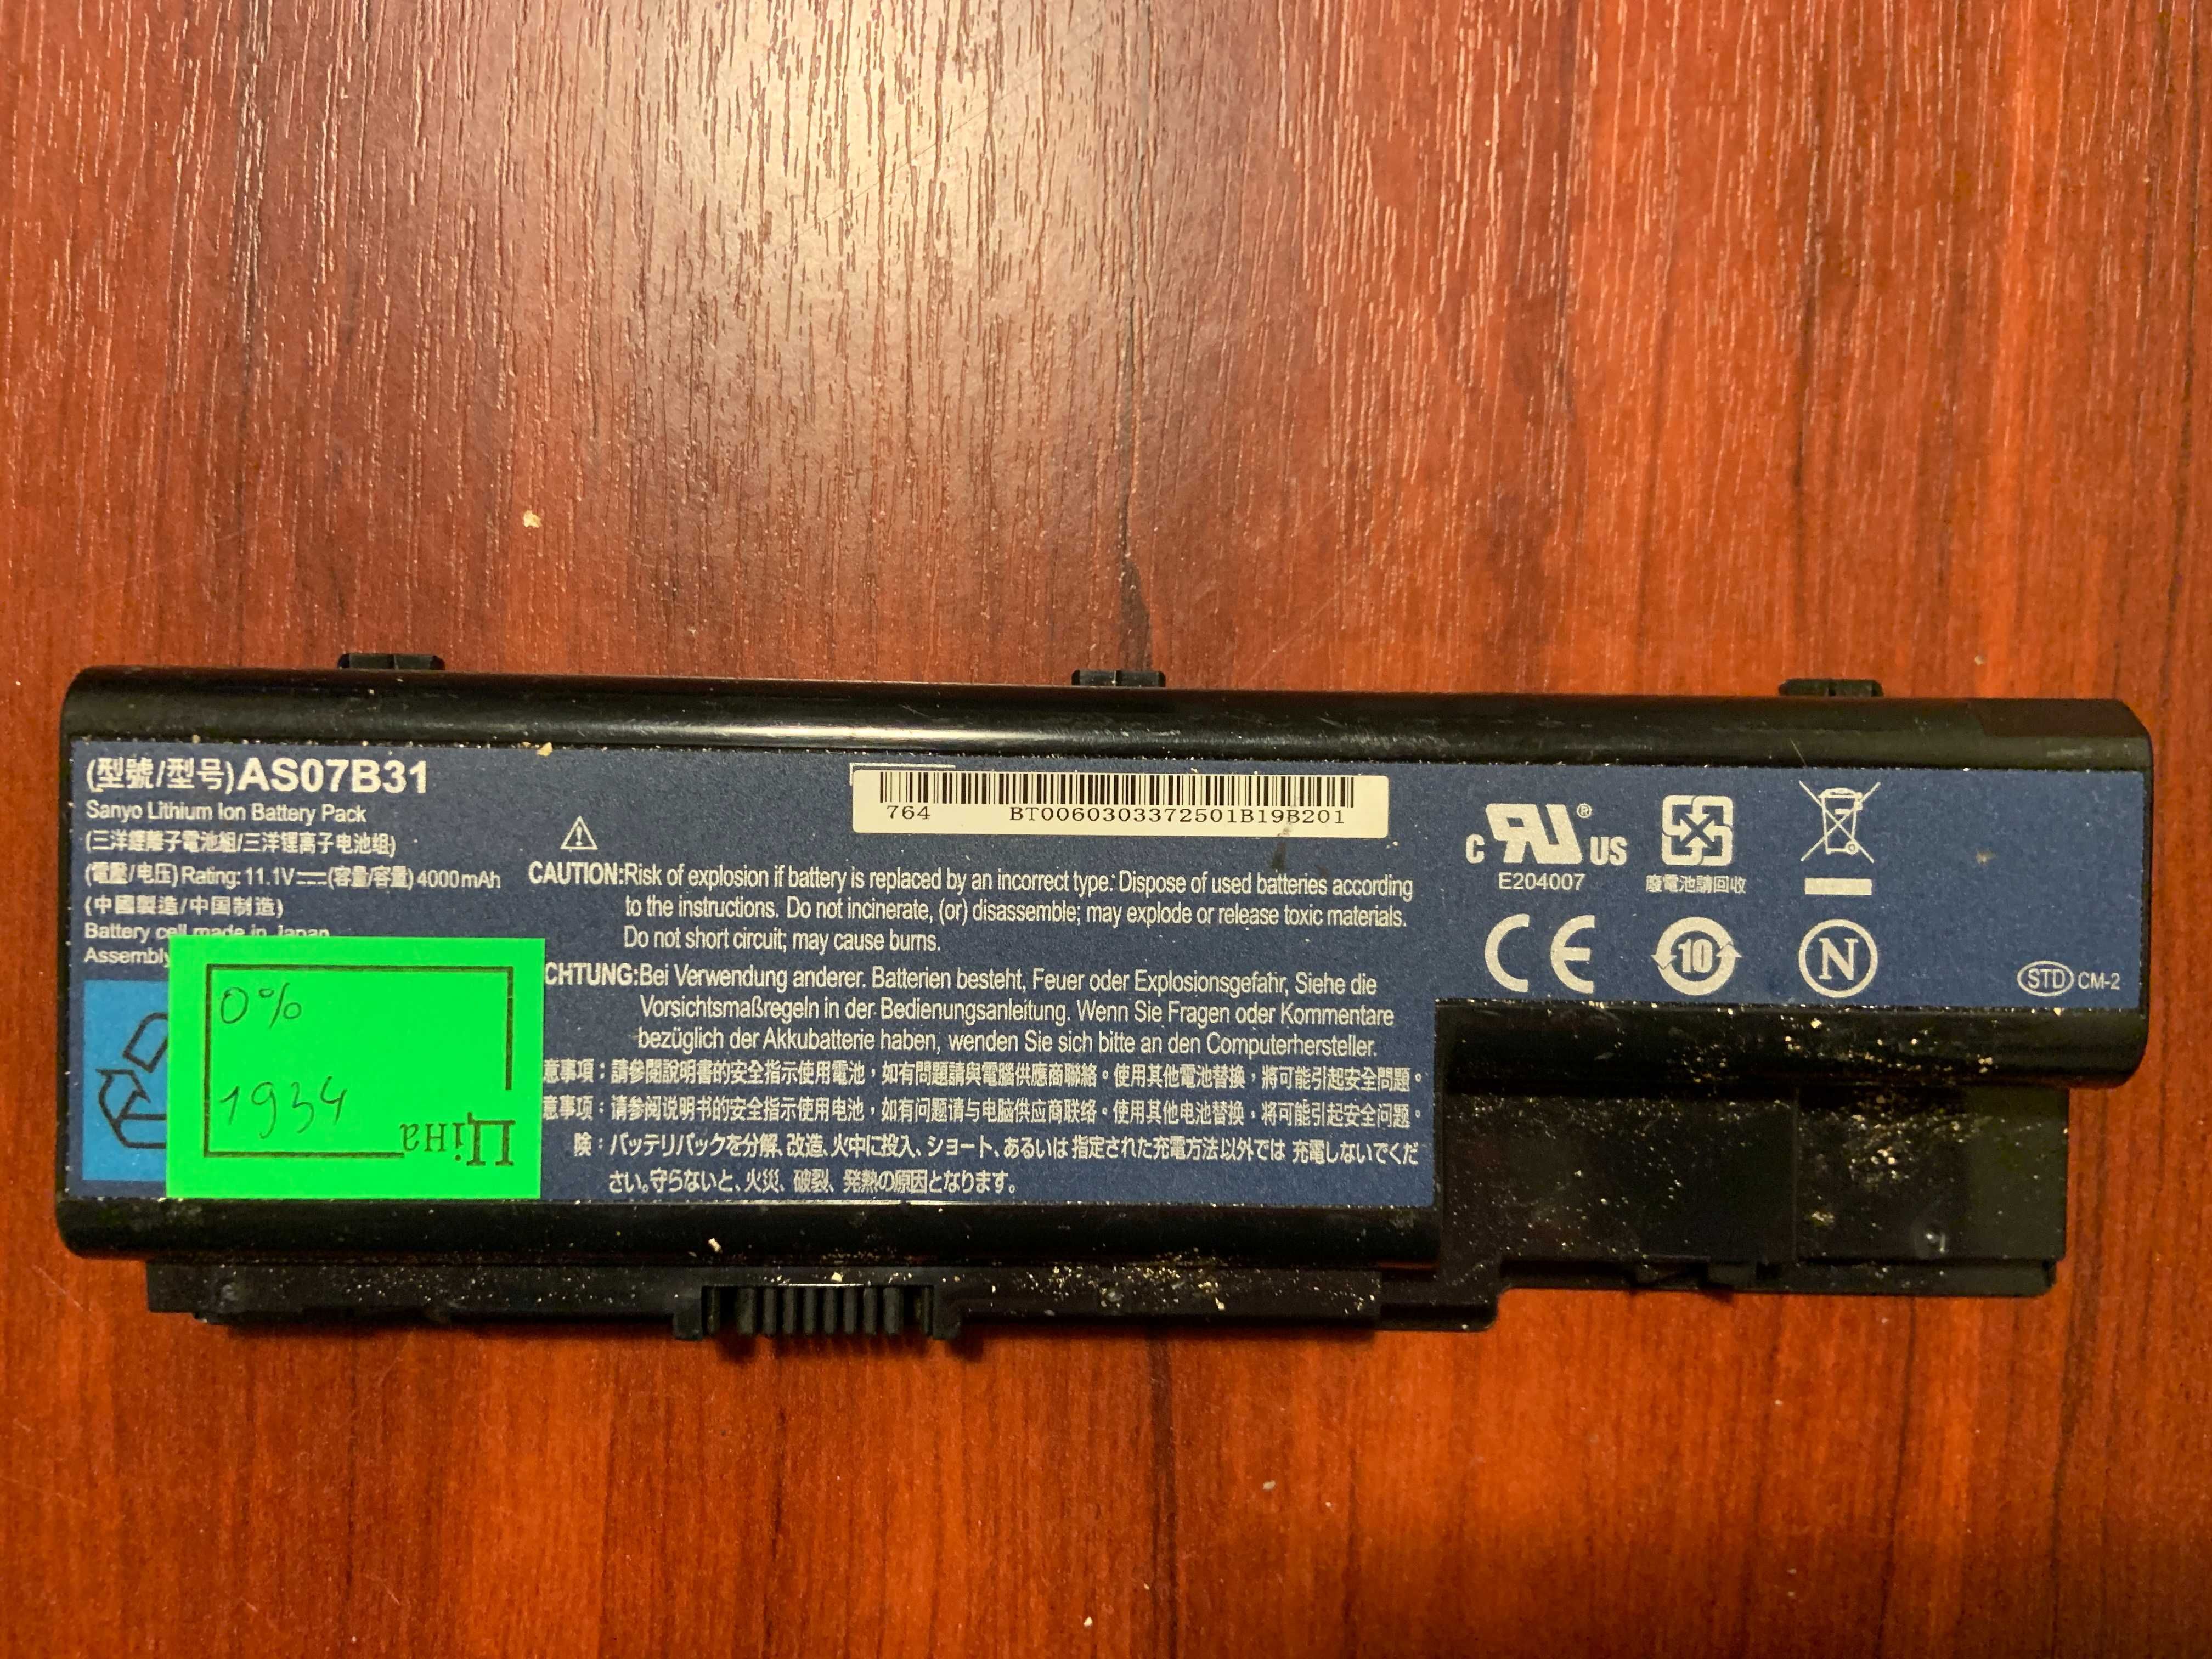 (型號/型号)AS07B31
Sanyo Lithium Ion Battery Pack
(三洋鋰離子電池組/三洋锂离子电池组)
(電壓/电压) Rating: 11.1V⎓(容量/容量) 4000mAh
(中國製造/中国制造)
Battery cell made in Japan
Assembly
0%
1934
Ціна
764 BT0060303372501B19B201
CAUTION:Risk of explosion if battery is replaced by an incorrect type. Dispose of used batteries according
to the instructions. Do not incinerate, (or) disassemble; may explode or release toxic materials.
Do not short circuit; may cause burns.
CHTUNG:Bei Verwendung anderer. Batterien besteht, Feuer oder Explosionsgefahr, Siehe die
Vorsichtsmaßregeln in der Bedienungsanleitung. Wenn Sie Fragen oder Kommentare
bezüglich der Akkubatterie haben, wenden Sie sich bitte an den Computerhersteller.
意事項：請參閱說明書的安全指示使用電池，如有問題請與電腦供應商聯絡。使用其他電池替換，將可能引起安全問題。
意事项：请参阅说明书的安全指示使用电池，如有问题请与电脑供应商联络。使用其他电池替换，将可能引起安全问题。
険：バッテリパックを分解、改造、火中に投入、ショート、あるいは指定された充電方法以外では充電しないでくだ
さい。守らないと、火災、破裂、発熱の原因となります。
c RU ® US
E204007
廢電池請回收
CE
10
N
STD CM-2